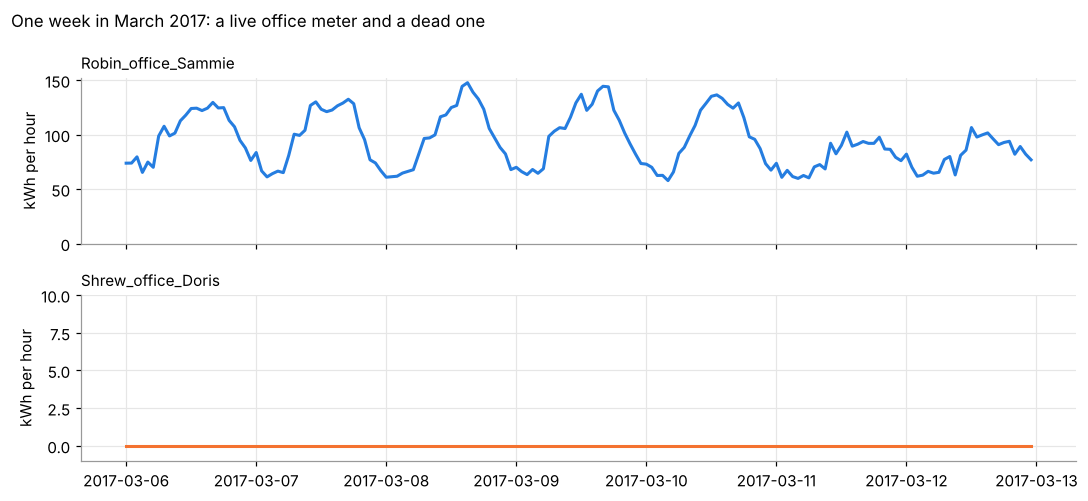 One week in March 2017: a live office meter and a dead one
Robin_office_Sammie
150
100
50
0
kWh per hour
Shrew_office_Doris
10.0
7.5
5.0
2.5
0.0
kWh per hour
2017-03-06 2017-03-07 2017-03-08 2017-03-09 2017-03-10 2017-03-11 2017-03-12 2017-03-13